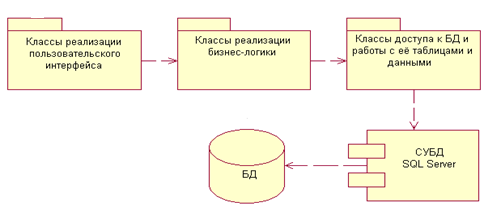 Классы реализации
пользовательского
интерфейса
Классы реализации
бизнес-логики
Классы доступа к БД и
работы с её таблицами и
данными
СУБД
SQL Server
БД